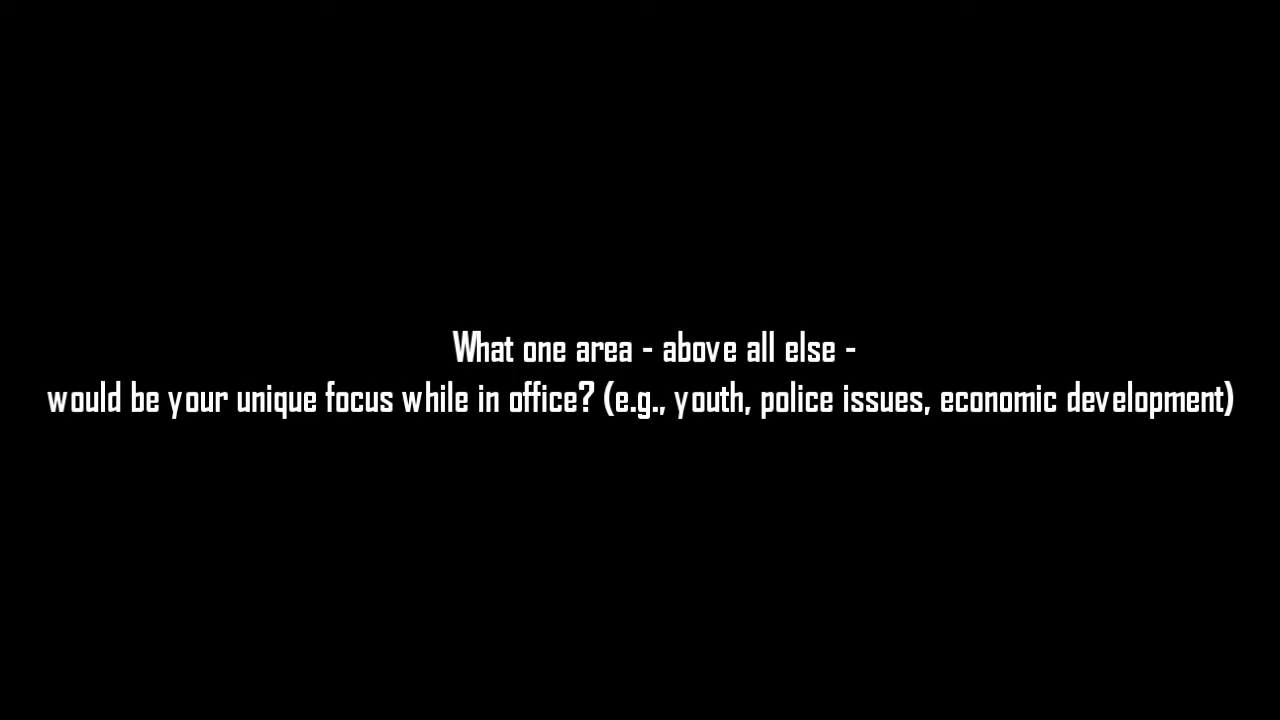 What one area - above all else -
would be your unique focus while in office? (e.g., youth, police issues, economic development)